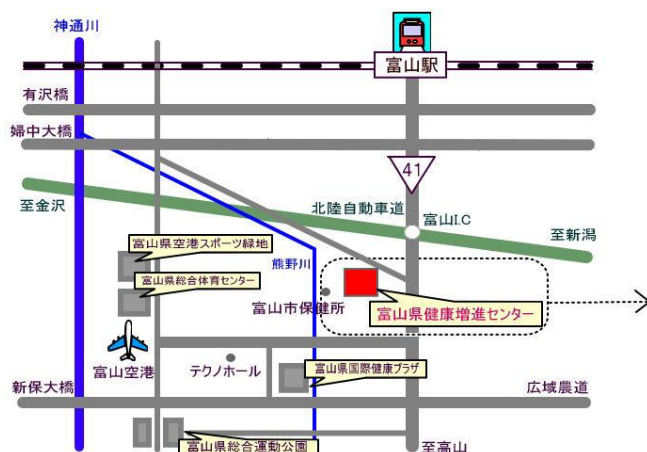 神通川
富山駅
有沢橋
婦中大橋
41
至金沢
北陸自動車道
富山I.C
至新潟
富山県空港スポーツ緑地
熊野川
富山県総合体育センター
富山市保健所
富山県健康増進センター
富山空港
テクノホール
富山県国際健康プラザ
新保大橋
広域農道
富山県総合運動公園
至高山